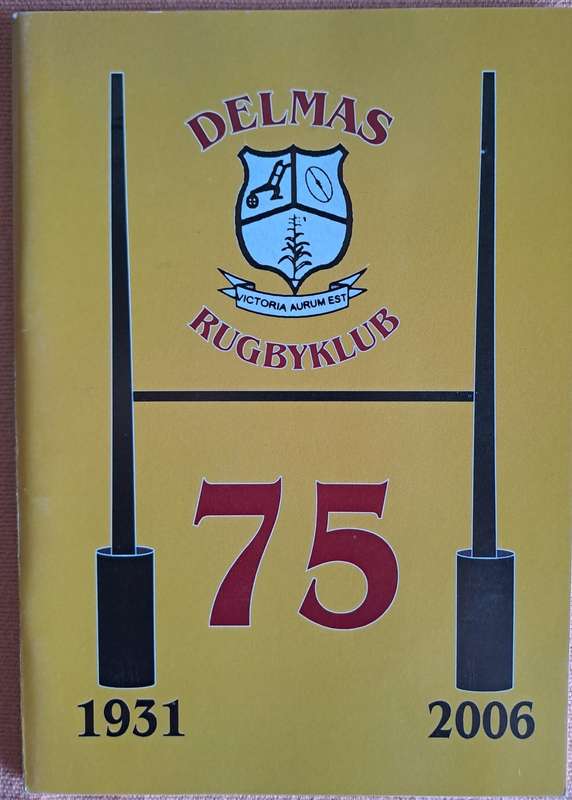 DELMAS
VICTORIA AURUM EST
RUGBYKLUB
75
1931
2006